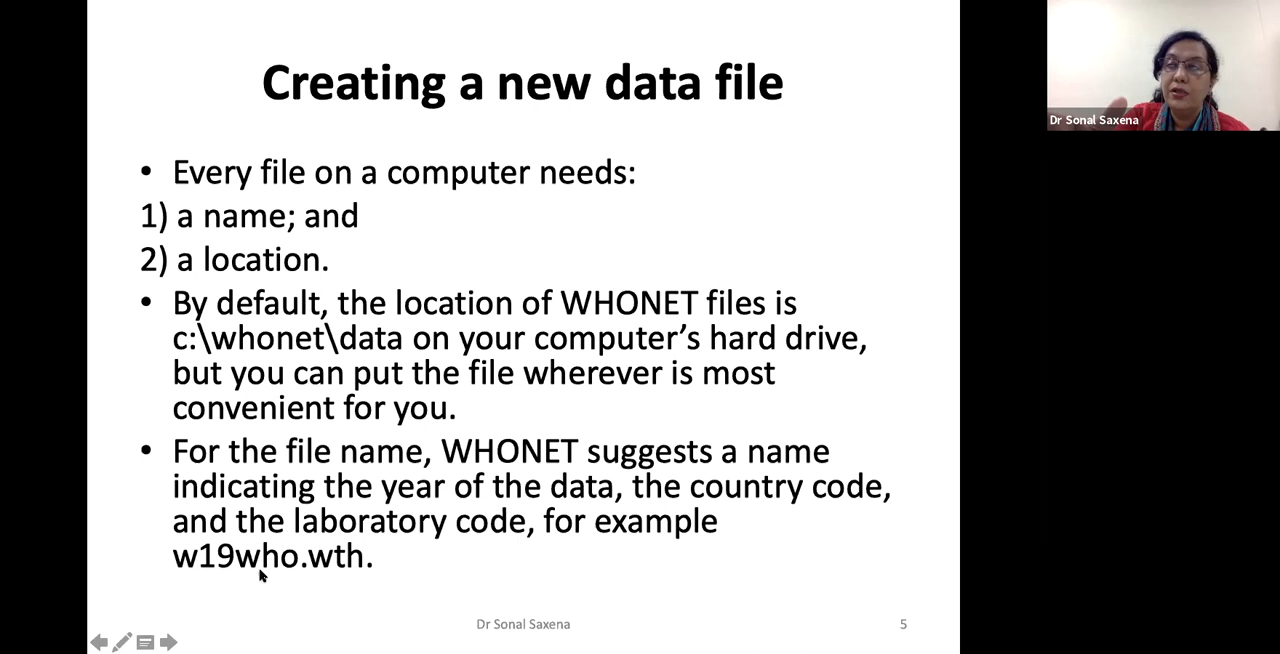 Creating a new data file
Dr Sonal Saxena
• Every file on a computer needs:
1) a name; and
2) a location.
• By default, the location of WHONET files is
c:\whonet\data on your computer’s hard drive,
but you can put the file wherever is most
convenient for you.
• For the file name, WHONET suggests a name
indicating the year of the data, the country code,
and the laboratory code, for example
w19who.wth.
Dr Sonal Saxena
5